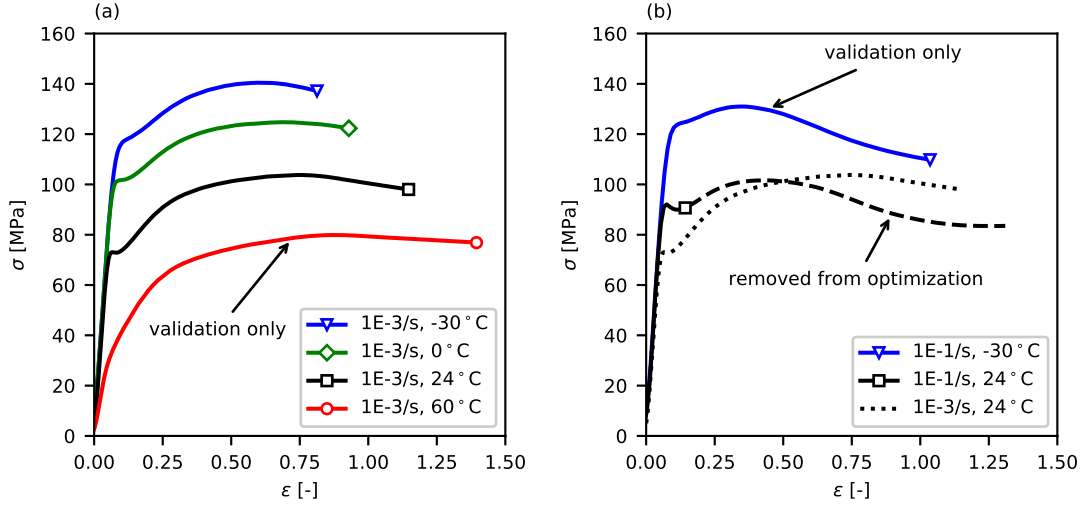 (a)
160
140
120
100
80
60
40
20
0
σ [MPa]
0.00 0.25 0.50 0.75 1.00 1.25 1.50
ε [-]
validation only
1E-3/s, -30°C
1E-3/s, 0°C
1E-3/s, 24°C
1E-3/s, 60°C
(b)
160
140
120
100
80
60
40
20
0
σ [MPa]
0.00 0.25 0.50 0.75 1.00 1.25 1.50
ε [-]
validation only
removed from optimization
1E-1/s, -30°C
1E-1/s, 24°C
1E-3/s, 24°C